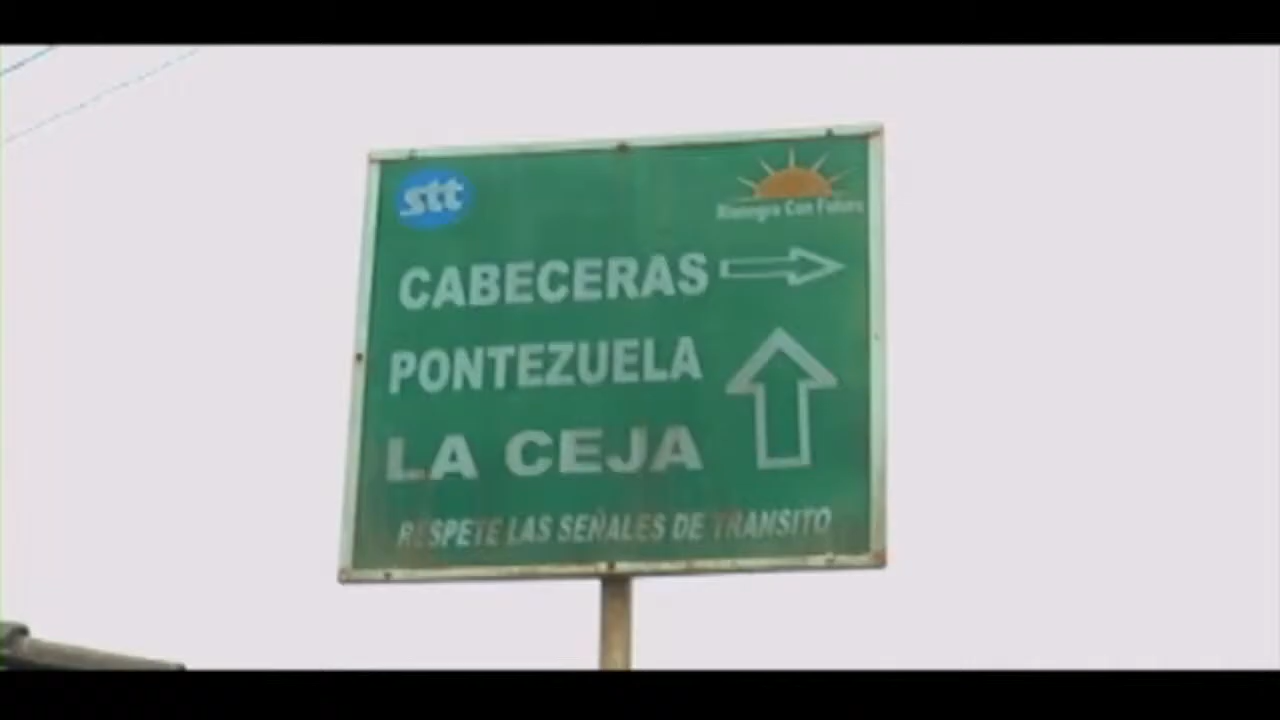 stt
Rionegro Con Futuro
CABECERAS
PONTEZUELA
LA CEJA
RESPETE LAS SEÑALES DE TRANSITO